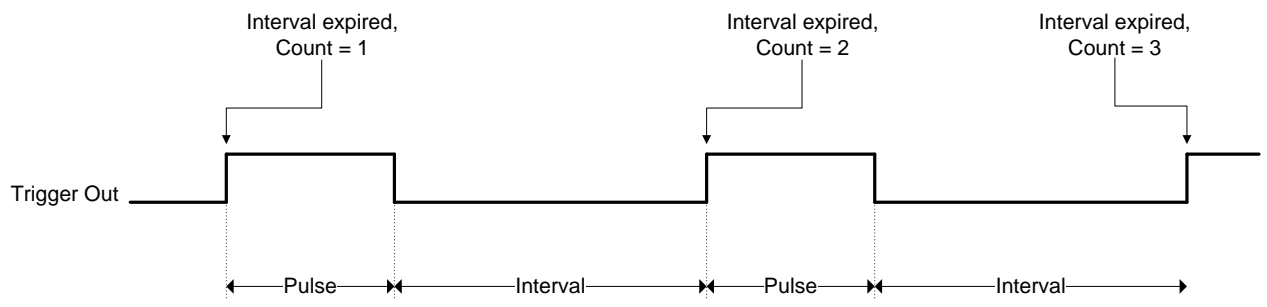 Interval expired,
Count = 1
Interval expired,
Count = 2
Interval expired,
Count = 3
Trigger Out
Pulse
Interval
Pulse
Interval